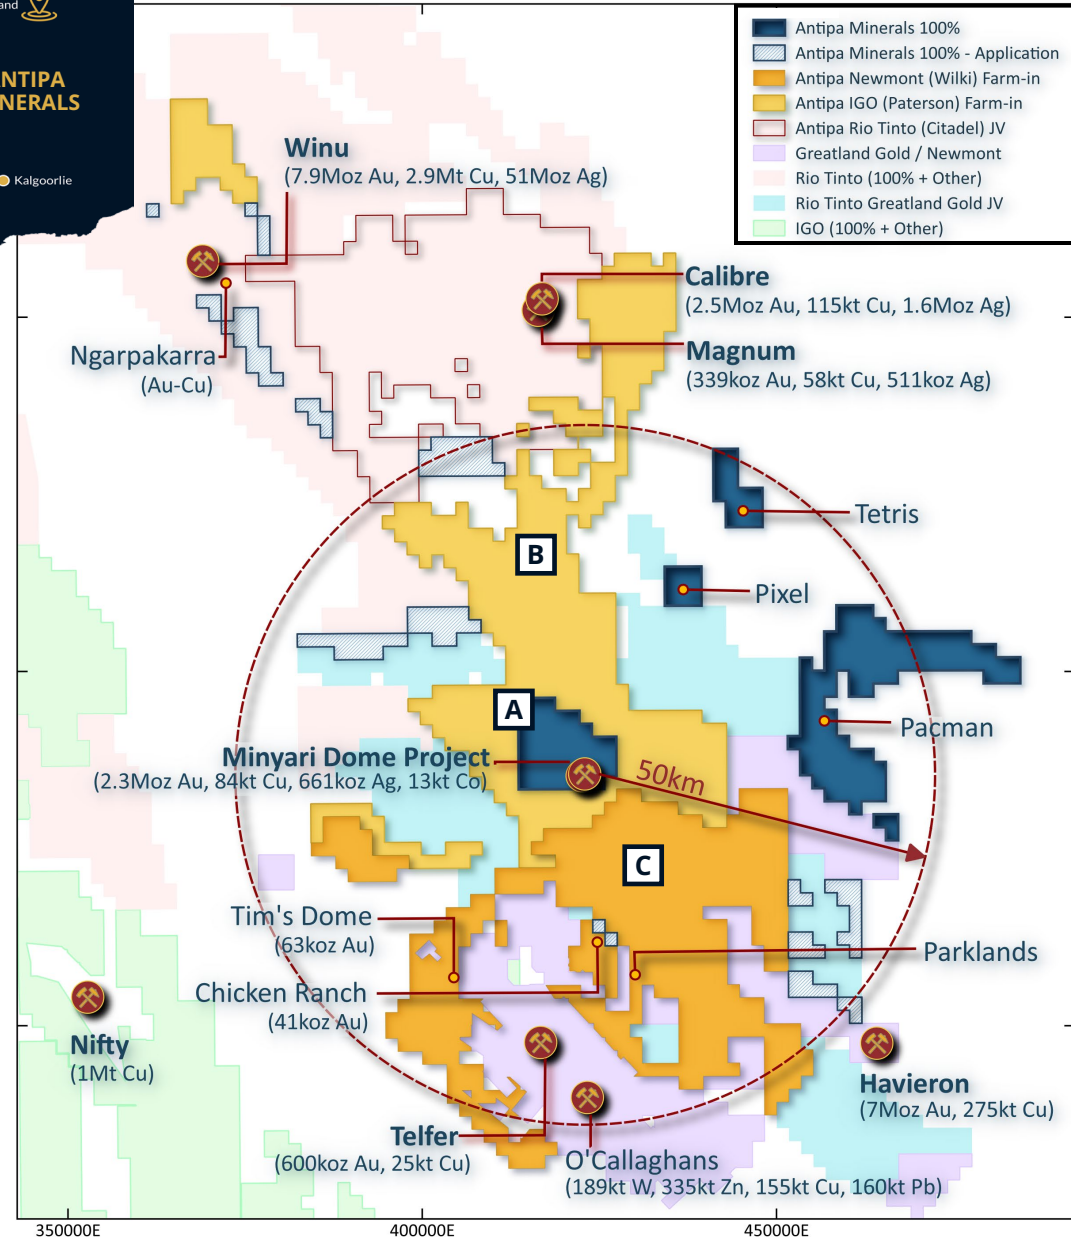 and
NTIPA
NERALS
Kalgoorlie
Antipa Minerals 100%
Antipa Minerals 100% - Application
Antipa Newmont (Wilki) Farm-in
Antipa IGO (Paterson) Farm-in
Antipa Rio Tinto (Citadel) JV
Greatland Gold / Newmont
Rio Tinto (100% + Other)
Rio Tinto Greatland Gold JV
IGO (100% + Other)
Winu
(7.9Moz Au, 2.9Mt Cu, 51Moz Ag)
Calibre
(2.5Moz Au, 115kt Cu, 1.6Moz Ag)
Magnum
(339koz Au, 58kt Cu, 511koz Ag)
Ngarpakarra
(Au-Cu)
Tetris
B
Pixel
A
Pacman
Minyari Dome Project
(2.3Moz Au, 84kt Cu, 661koz Ag, 13kt Co)
50km
C
Tim's Dome
(63koz Au)
Parklands
Chicken Ranch
(41koz Au)
Nifty
(1Mt Cu)
Havieron
(7Moz Au, 275kt Cu)
Telfer
(600koz Au, 25kt Cu)
O'Callaghans
(189kt W, 335kt Zn, 155kt Cu, 160kt Pb)
350000E
400000E
450000E